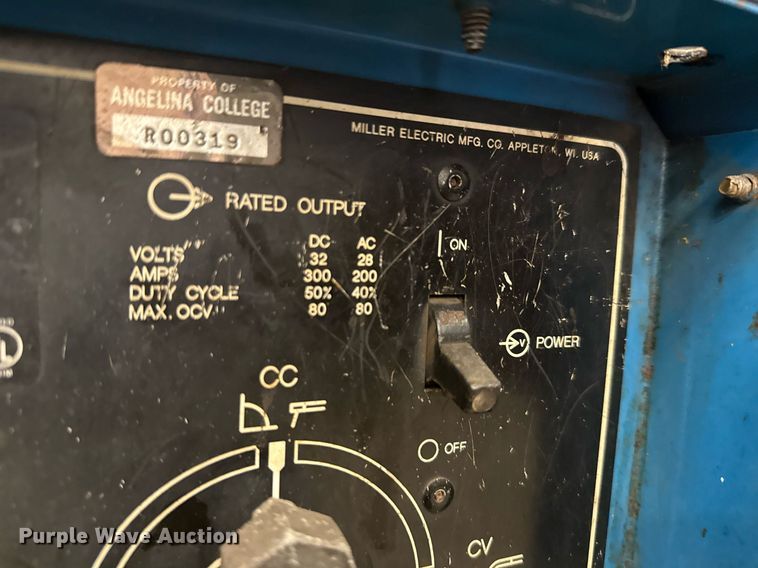 PROPERTY OF
ANGELINA COLLEGE
R00319
MILLER ELECTRIC MFG. CO. APPLETON, WI. USA
RATED OUTPUT
DC AC
VOLTS 32 28
AMPS 300 200
DUTY CYCLE 50% 40%
MAX. OCV 80 80
ON
POWER
OFF
CC
CV
Purple Wave Auction